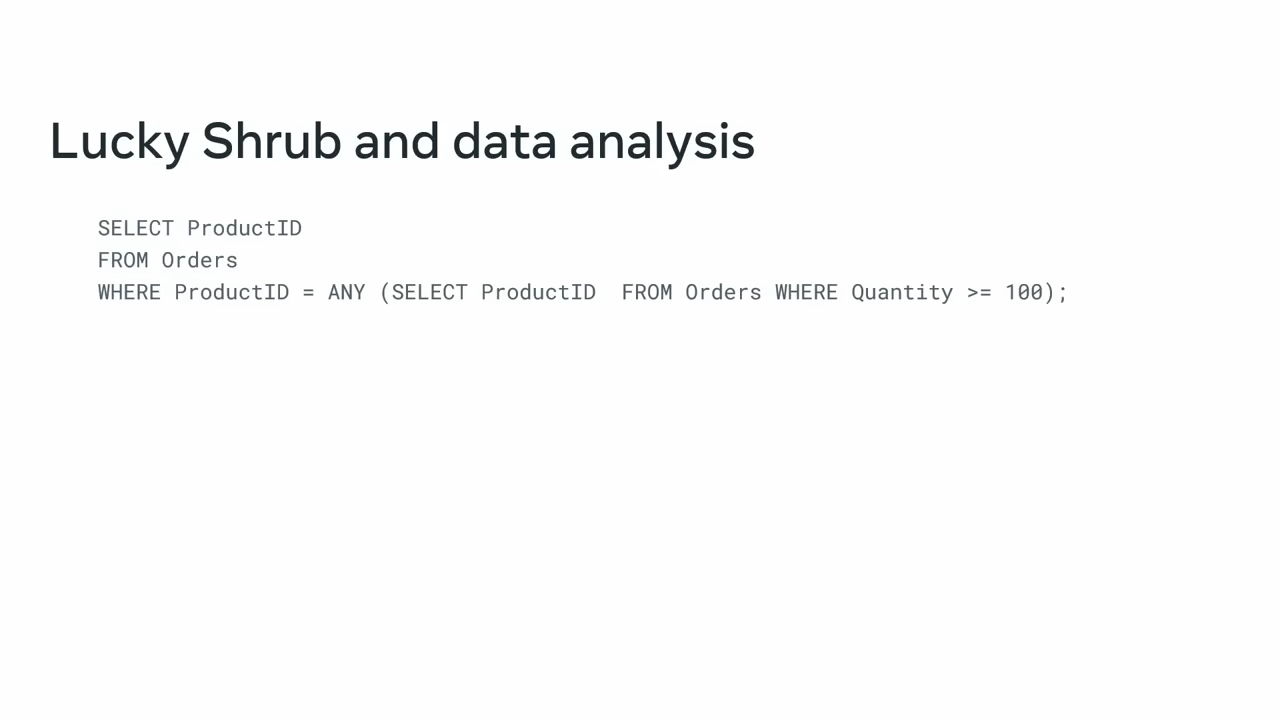 Lucky Shrub and data analysis
SELECT ProductID
FROM Orders
WHERE ProductID = ANY (SELECT ProductID  FROM Orders WHERE Quantity >= 100);